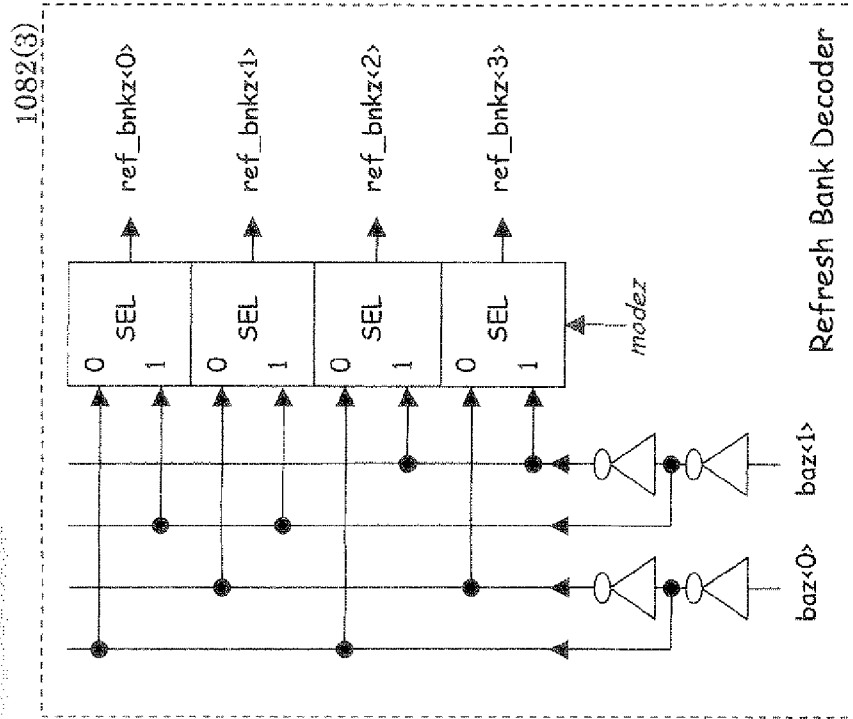 1082(3)
0
SEL
1
ref_bnkz<0>
0
SEL
1
ref_bnkz<1>
0
SEL
1
ref_bnkz<2>
0
SEL
1
ref_bnkz<3>
modez
baz<0>
baz<1>
Refresh Bank Decoder